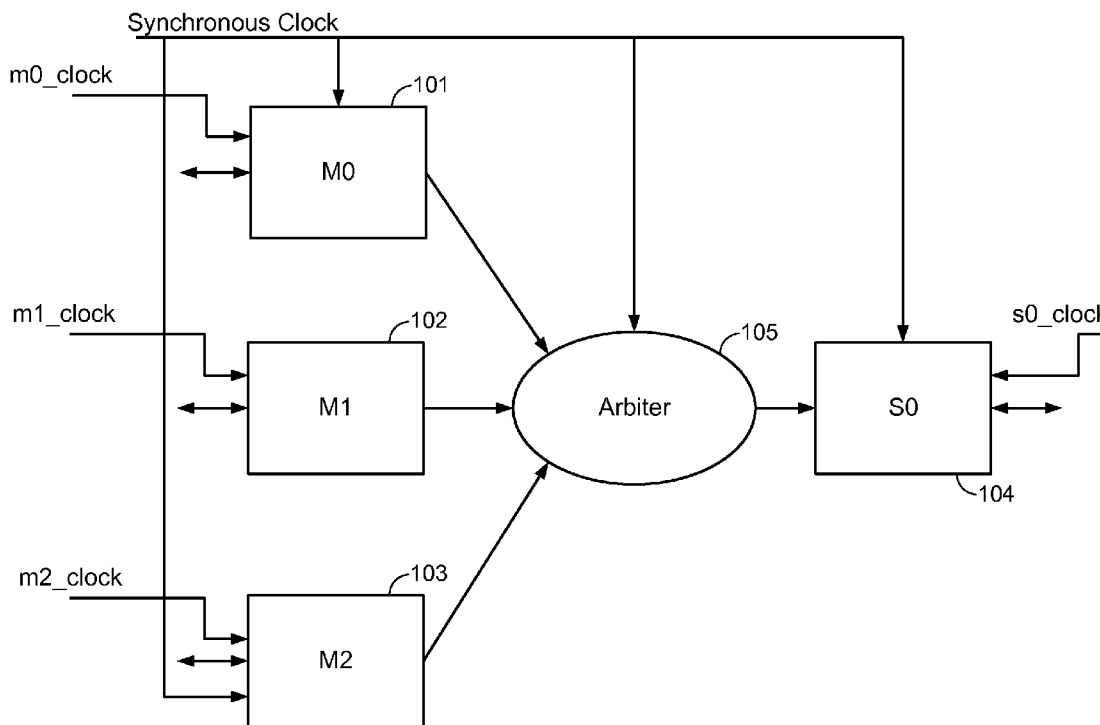 Synchronous Clock
m0_clock
101
M0
m1_clock
102
M1
105
Arbiter
s0_clock
S0
104
m2_clock
103
M2